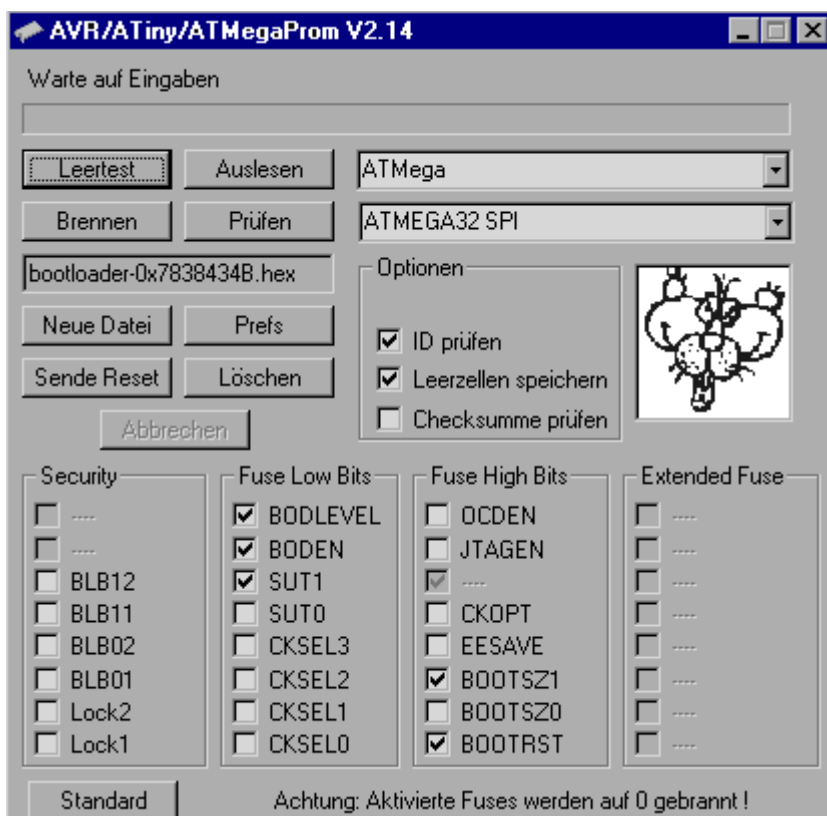 AVR/ATiny/ATMegaProm V2.14
Warte auf Eingaben
Leertest Auslesen ATMega
Brennen Prüfen ATMEGA32 SPI
bootloader-0x7838434B.hex
Optionen
Neue Datei Prefs
ID prüfen
Sende Reset Löschen
Leerzellen speichern
Abbrechen
Checksumme prüfen
Security
----
----
BLB12
BLB11
BLB02
BLB01
Lock2
Lock1
Fuse Low Bits
BODLEVEL
BODEN
SUT1
SUT0
CKSEL3
CKSEL2
CKSEL1
CKSEL0
Fuse High Bits
OCDEN
JTAGEN
----
CKOPT
EESAVE
BOOTSZ1
BOOTSZ0
BOOTRST
Extended Fuse
----
----
----
----
----
----
----
----
Standard
Achtung: Aktivierte Fuses werden auf 0 gebrannt !